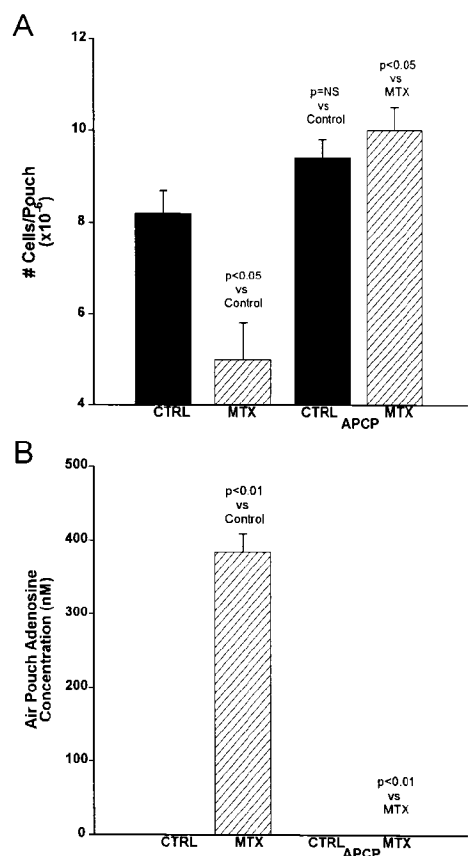 A
12
10
8
6
4
# Cells/Pouch
(x10⁻⁶)
p<0.05
vs
Control
p=NS
vs
Control
p<0.05
vs
MTX
CTRL MTX CTRL MTX
APCP
B
500
400
300
200
100
0
Air Pouch Adenosine
Concentration (nM)
p<0.01
vs
Control
p<0.01
vs
MTX
CTRL MTX CTRL MTX
APCP